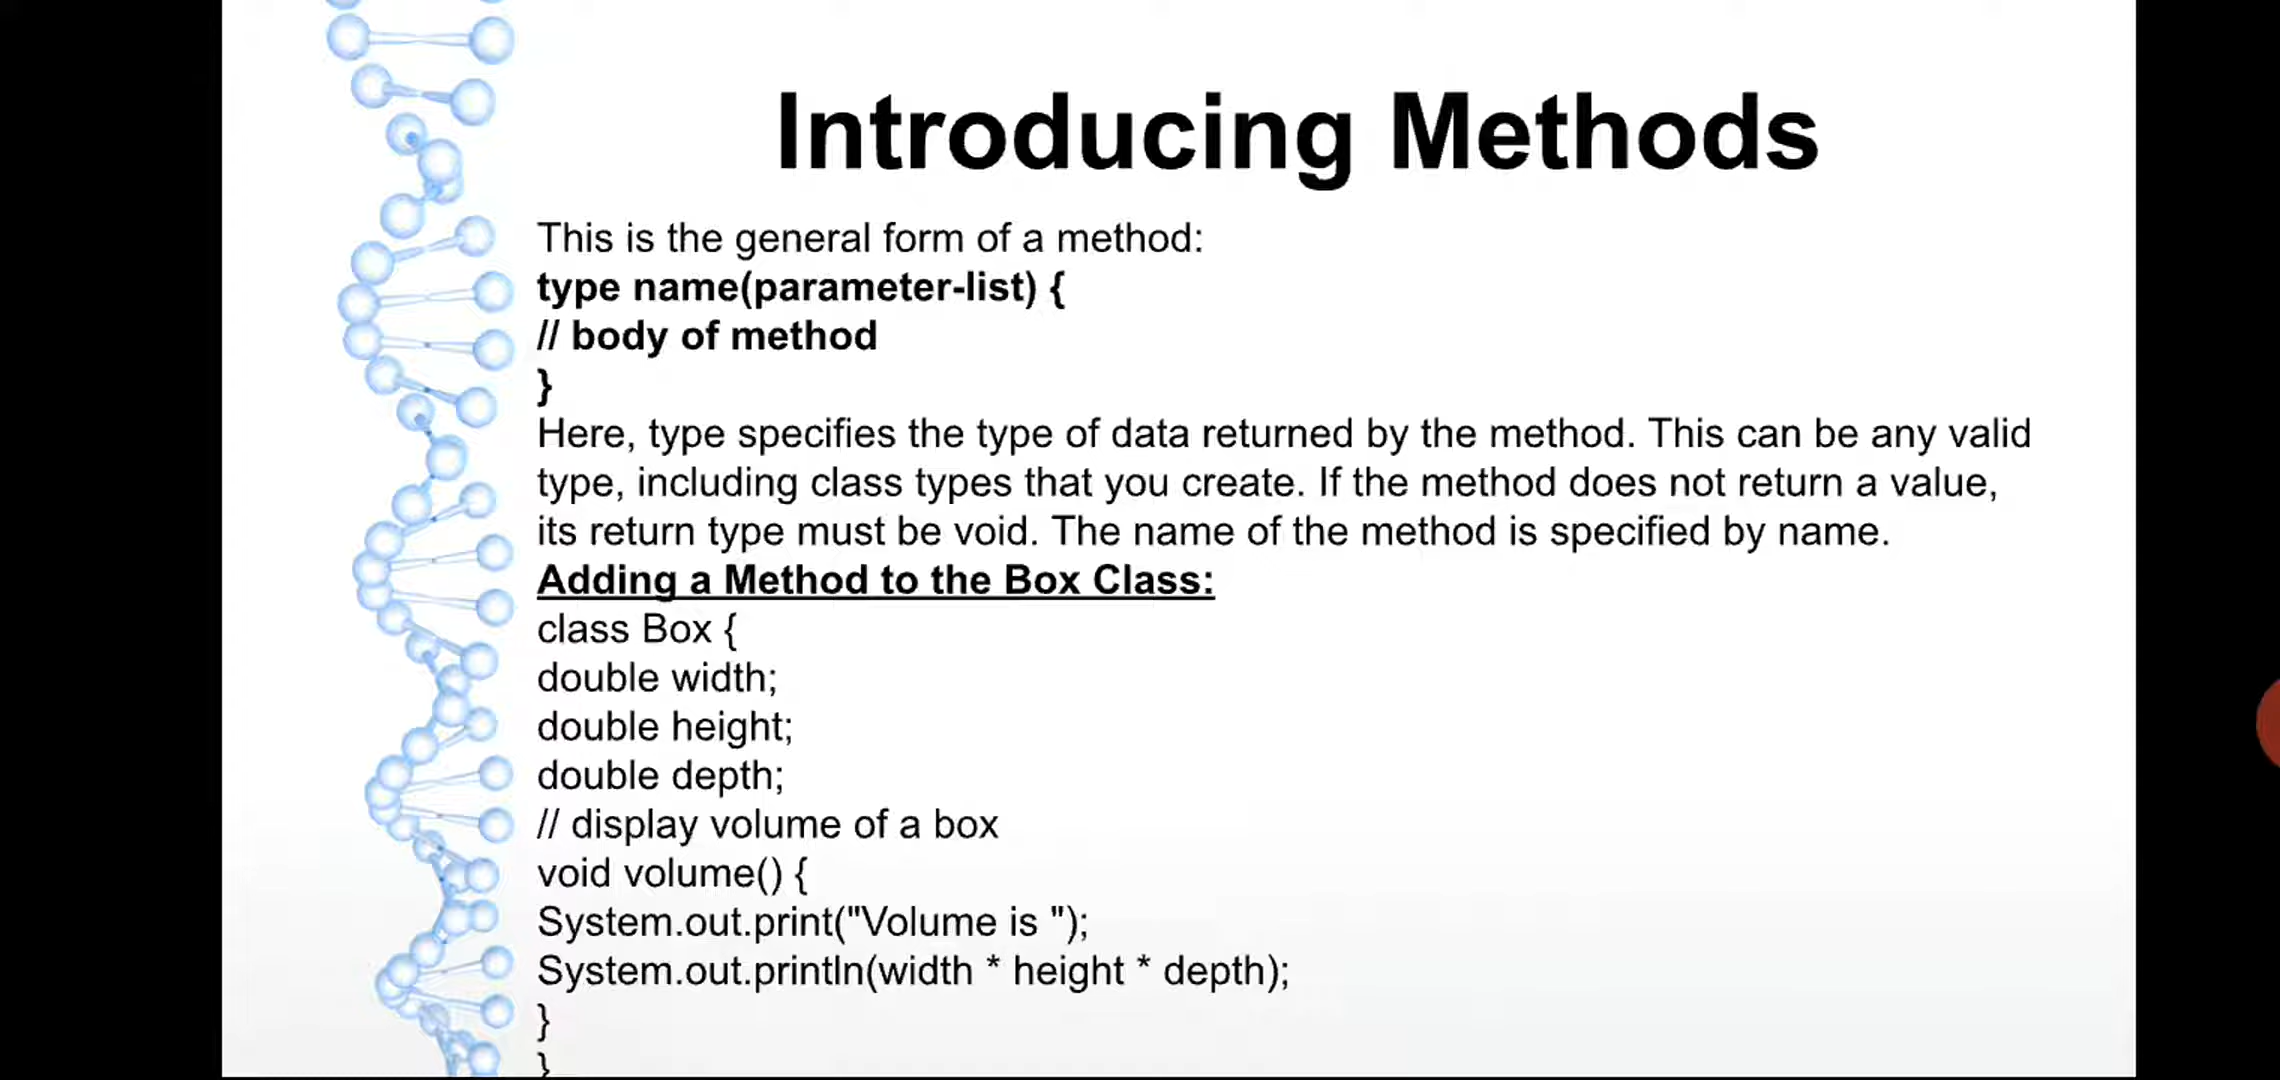 Introducing Methods
This is the general form of a method:
type name(parameter-list) {
// body of method
}
Here, type specifies the type of data returned by the method. This can be any valid
type, including class types that you create. If the method does not return a value,
its return type must be void. The name of the method is specified by name.
Adding a Method to the Box Class:
class Box {
double width;
double height;
double depth;
// display volume of a box
void volume() {
System.out.print("Volume is ");
System.out.println(width * height * depth);
}
}